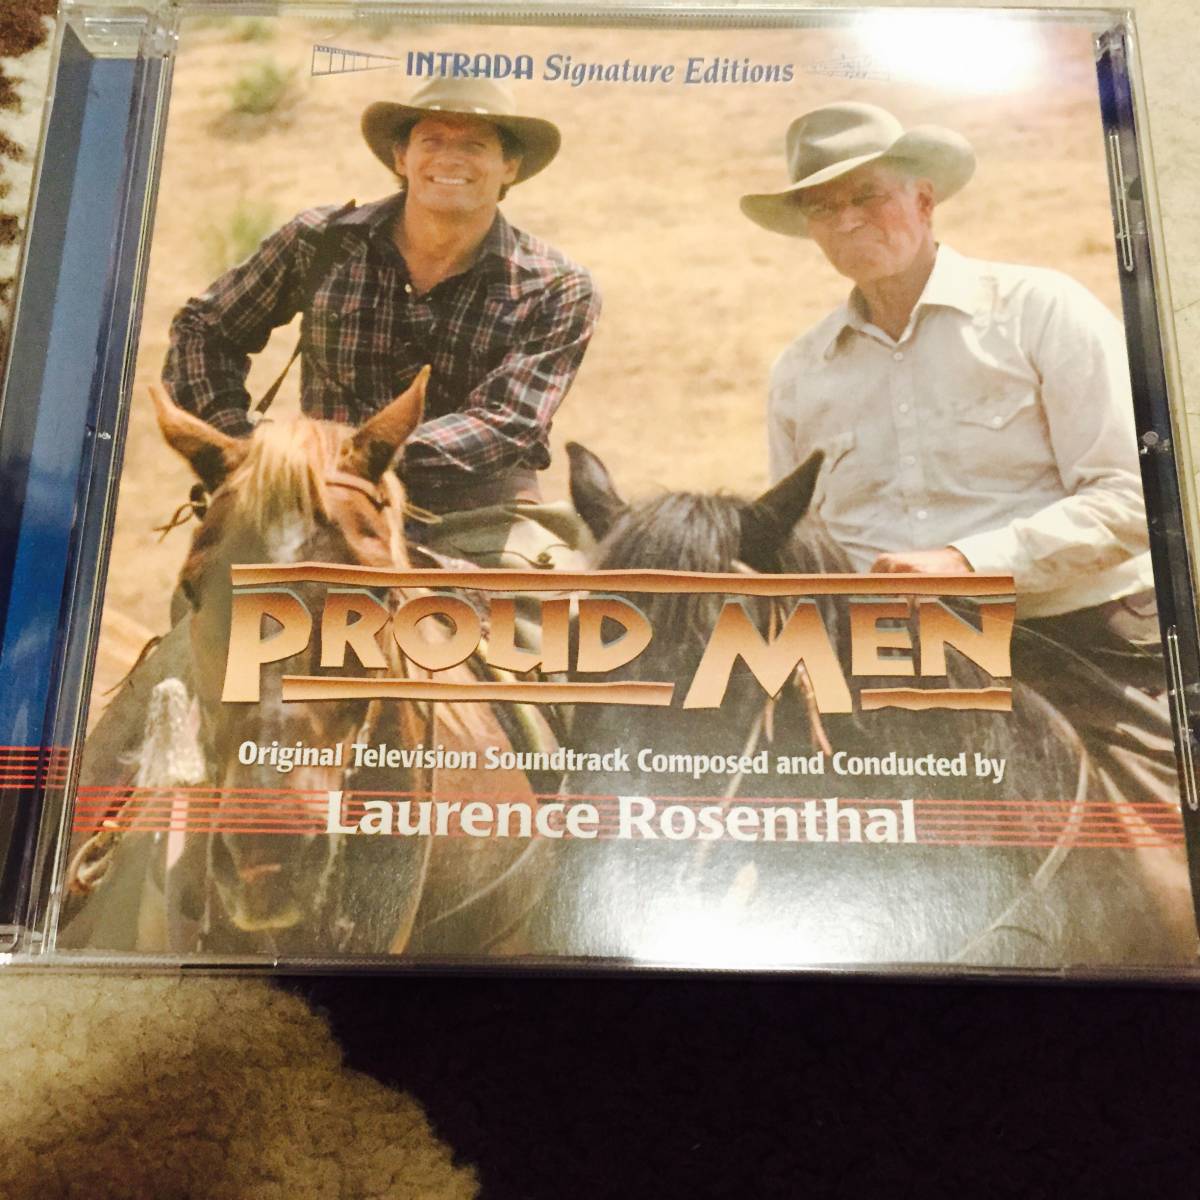 INTRADA Signature Editions
PROUD MEN
Original Television Soundtrack Composed and Conducted by
Laurence Rosenthal